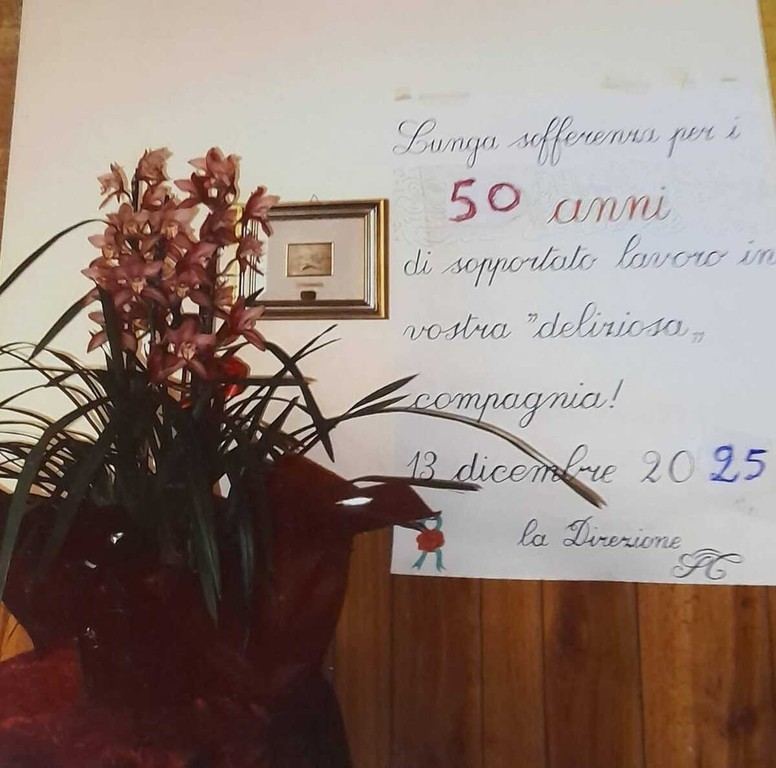 Lunga sofferenza per i
50 anni
di sopportato lavoro in
vostra "deliziosa„
compagnia!
13 dicembre 2025
la Direzione